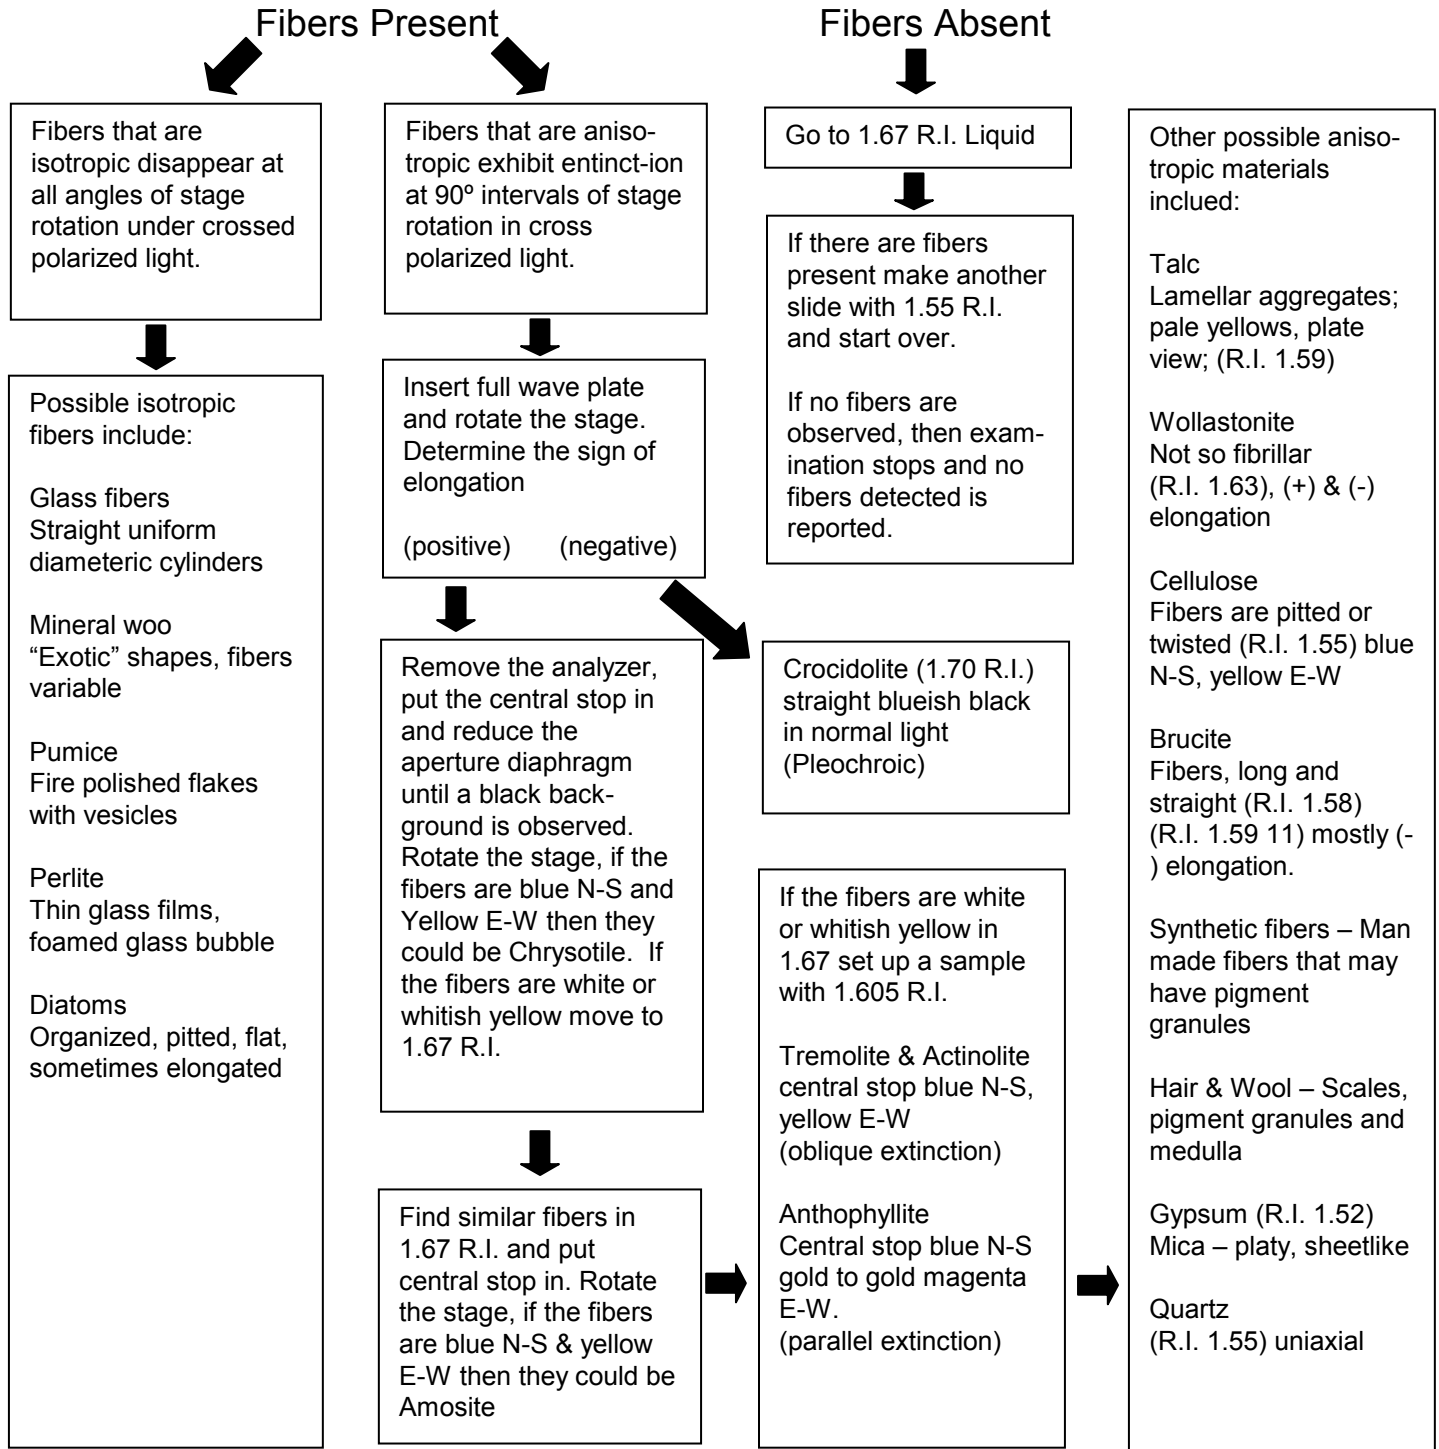 Fibers Present
Fibers Absent
Fibers that are
isotropic disappear at
all angles of stage
rotation under crossed
polarized light.
Possible isotropic
fibers include:
Glass fibers
Straight uniform
diameteric cylinders
Mineral woo
“Exotic” shapes, fibers
variable
Pumice
Fire polished flakes
with vesicles
Perlite
Thin glass films,
foamed glass bubble
Diatoms
Organized, pitted, flat,
sometimes elongated
Fibers that are aniso-
tropic exhibit entinct-ion
at 90º intervals of stage
rotation in cross
polarized light.
Insert full wave plate
and rotate the stage.
Determine the sign of
elongation
(positive) (negative)
Remove the analyzer,
put the central stop in
and reduce the
aperture diaphragm
until a black back-
ground is observed.
Rotate the stage, if the
fibers are blue N-S and
Yellow E-W then they
could be Chrysotile. If
the fibers are white or
whitish yellow move to
1.67 R.I.
Find similar fibers in
1.67 R.I. and put
central stop in. Rotate
the stage, if the fibers
are blue N-S & yellow
E-W then they could be
Amosite
Go to 1.67 R.I. Liquid
If there are fibers
present make another
slide with 1.55 R.I.
and start over.
If no fibers are
observed, then exam-
ination stops and no
fibers detected is
reported.
Crocidolite (1.70 R.I.)
straight blueish black
in normal light
(Pleochroic)
If the fibers are white
or whitish yellow in
1.67 set up a sample
with 1.605 R.I.
Tremolite & Actinolite
central stop blue N-S,
yellow E-W
(oblique extinction)
Anthophyllite
Central stop blue N-S
gold to gold magenta
E-W.
(parallel extinction)
Other possible aniso-
tropic materials
inclued:
Talc
Lamellar aggregates;
pale yellows, plate
view; (R.I. 1.59)
Wollastonite
Not so fibrillar
(R.I. 1.63), (+) & (-)
elongation
Cellulose
Fibers are pitted or
twisted (R.I. 1.55) blue
N-S, yellow E-W
Brucite
Fibers, long and
straight (R.I. 1.58)
(R.I. 1.59 11) mostly (-
) elongation.
Synthetic fibers – Man
made fibers that may
have pigment
granules
Hair & Wool – Scales,
pigment granules and
medulla
Gypsum (R.I. 1.52)
Mica – platy, sheetlike
Quartz
(R.I. 1.55) uniaxial